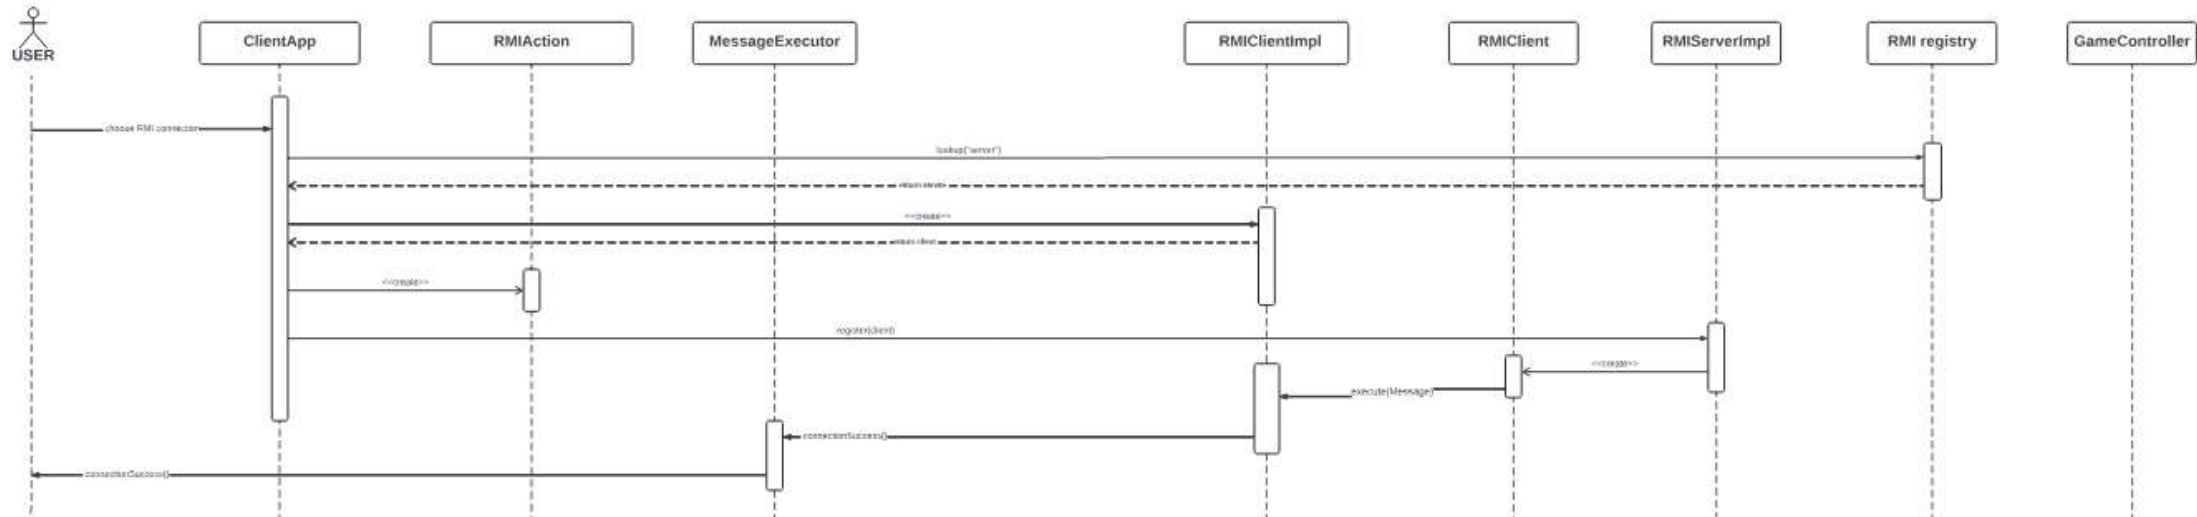 USER
ClientApp
RMIAction
MessageExecutor
RMIClientImpl
RMIClient
RMIServerImpl
RMI registry
GameController
choose RMI connection
lookup("server")
return server
<<create>>
return client
<<create>>
register(client)
<<create>>
execute(Message)
connectionSuccess()
connectionSuccess()